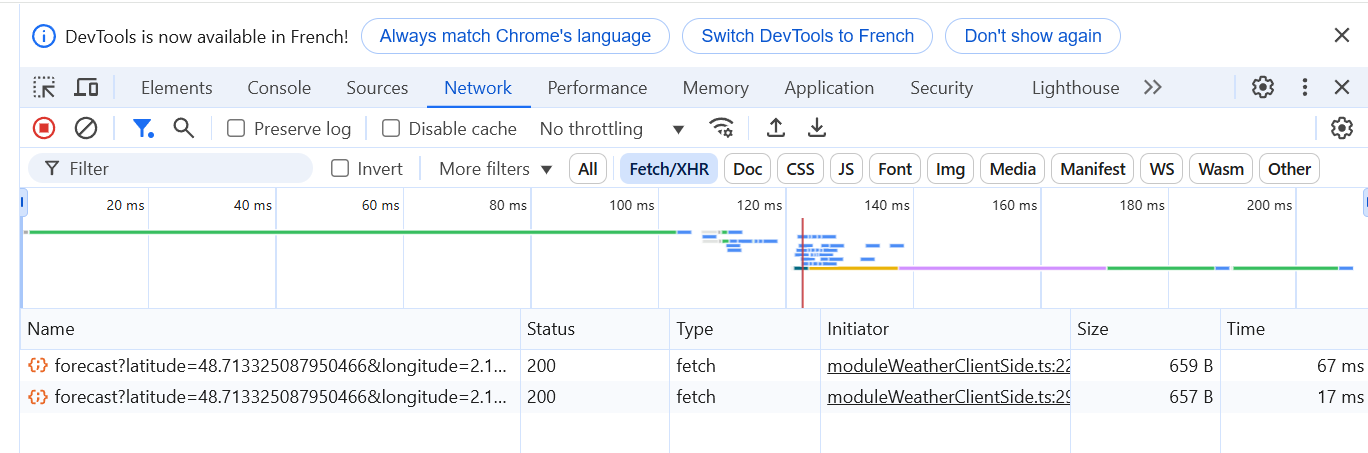 DevTools is now available in French! Always match Chrome's language Switch DevTools to French Don't show again
Elements Console Sources Network Performance Memory Application Security Lighthouse
Preserve log Disable cache No throttling
Filter Invert More filters All Fetch/XHR Doc CSS JS Font Img Media Manifest WS Wasm Other
20 ms 40 ms 60 ms 80 ms 100 ms 120 ms 140 ms 160 ms 180 ms 200 ms
Name Status Type Initiator Size Time
forecast?latitude=48.713325087950466&longitude=2.1... 200 fetch moduleWeatherClientSide.ts:22 659 B 67 ms
forecast?latitude=48.713325087950466&longitude=2.1... 200 fetch moduleWeatherClientSide.ts:29 657 B 17 ms